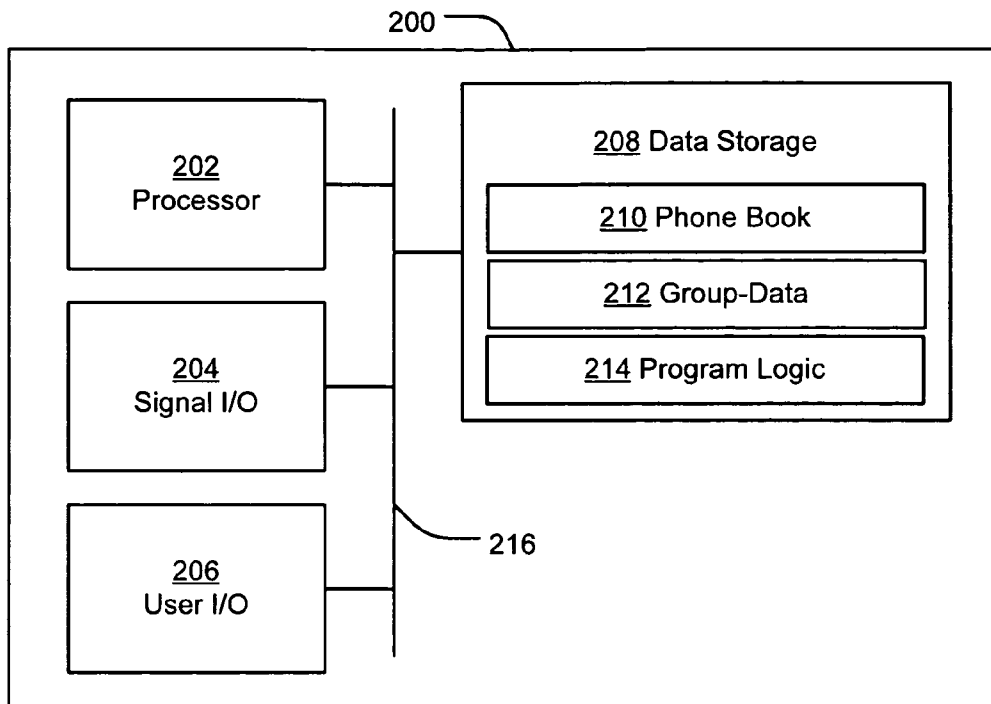 200
202
Processor
204
Signal I/O
206
User I/O
208 Data Storage
210 Phone Book
212 Group-Data
214 Program Logic
216